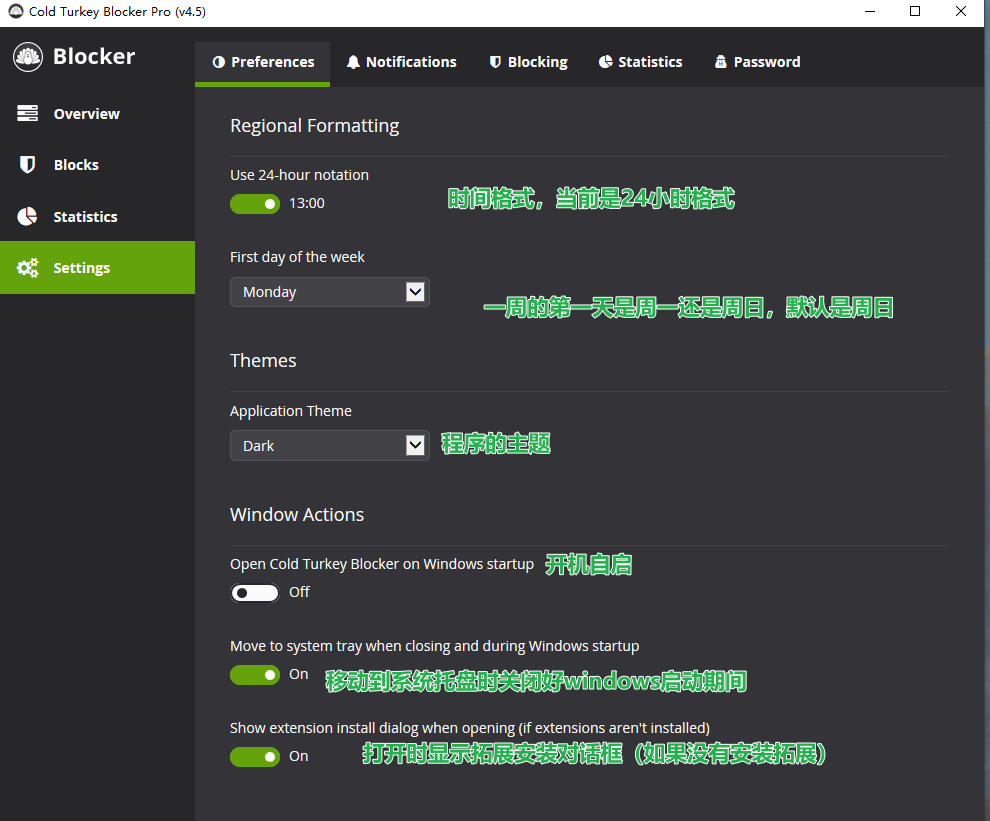 Cold Turkey Blocker Pro (v4.5)
Blocker
Preferences
Notifications
Blocking
Statistics
Password
Overview
Blocks
Statistics
Settings
Regional Formatting
Use 24-hour notation
13:00
时间格式，当前是24小时格式
First day of the week
Monday
一周的第一天是周一还是周日，默认是周日
Themes
Application Theme
Dark
程序的主题
Window Actions
Open Cold Turkey Blocker on Windows startup
开机自启
Off
Move to system tray when closing and during Windows startup
On
移动到系统托盘时关闭好windows启动期间
Show extension install dialog when opening (if extensions aren't installed)
On
打开时显示拓展安装对话框（如果没有安装拓展）